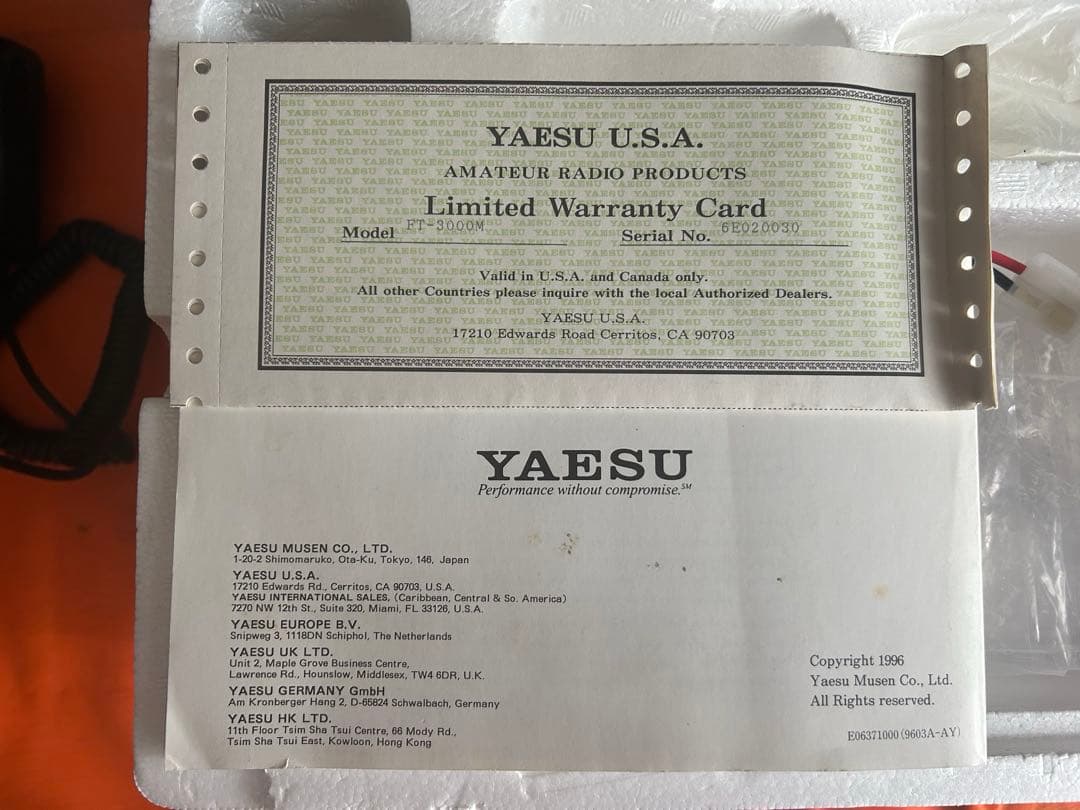 YAESU U.S.A.
AMATEUR RADIO PRODUCTS
Limited Warranty Card
Model FT-3000M Serial No. 6E020030
Valid in U.S.A. and Canada only.
All other Countries please inquire with the local Authorized Dealers.
YAESU U.S.A.
17210 Edwards Road Cerritos, CA 90703
YAESU
Performance without compromise.SM
YAESU MUSEN CO., LTD.
1-20-2 Shimomaruko, Ota-Ku, Tokyo, 146, Japan
YAESU U.S.A.
17210 Edwards Rd., Cerritos, CA 90703, U.S.A.
YAESU INTERNATIONAL SALES, (Caribbean, Central & So. America)
7270 NW 12th St., Suite 320, Miami, FL 33126, U.S.A.
YAESU EUROPE B.V.
Snipweg 3, 1118DN Schiphol, The Netherlands
YAESU UK LTD.
Unit 2, Maple Grove Business Centre,
Lawrence Rd., Hounslow, Middlesex, TW4 6DR, U.K.
YAESU GERMANY GmbH
Am Kronberger Hang 2, D-65824 Schwalbach, Germany
YAESU HK LTD.
11th Floor Tsim Sha Tsui Centre, 66 Mody Rd.,
Tsim Sha Tsui East, Kowloon, Hong Kong
Copyright 1996
Yaesu Musen Co., Ltd.
All Rights reserved.
E06371000 (9603A-AY)